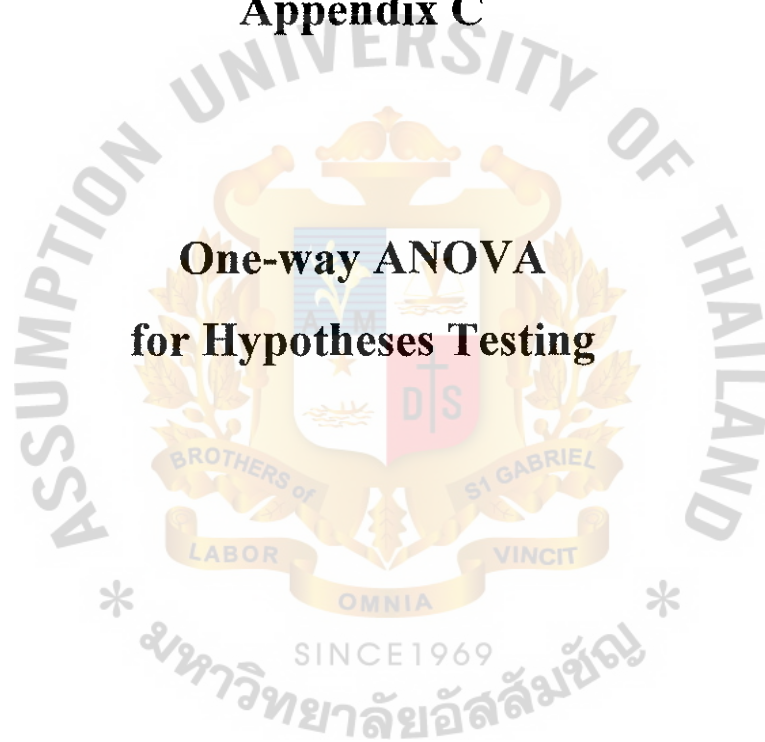 Appendix C
ASSUMPTION UNIVERSITY OF THAILAND
One-way ANOVA
for Hypotheses Testing
A M
D S
BROTHERS of
S1 GABRIEL
LABOR
VINCIT
OMNIA
* SINCE1969 *
มหาวิทยาลัยอัสสัมชัญ